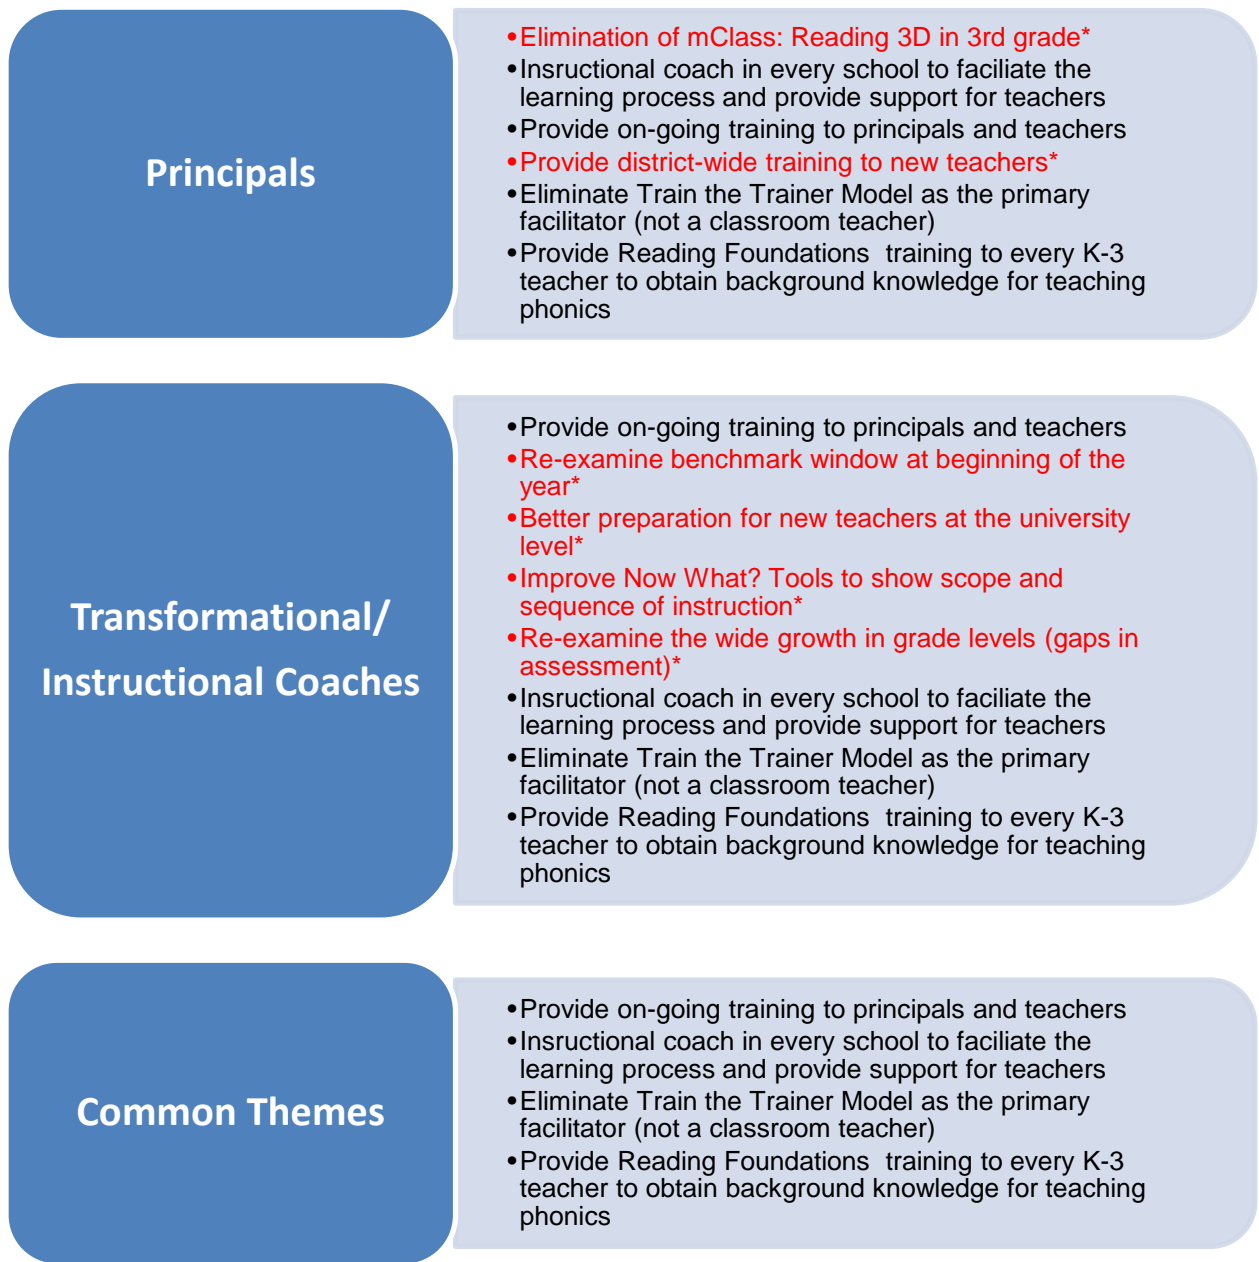 Principals
•Elimination of mClass: Reading 3D in 3rd grade*
•Insructional coach in every school to faciliate the
learning process and provide support for teachers
•Provide on-going training to principals and teachers
•Provide district-wide training to new teachers*
•Eliminate Train the Trainer Model as the primary
facilitator (not a classroom teacher)
•Provide Reading Foundations  training to every K-3
teacher to obtain background knowledge for teaching
phonics
Transformational/
Instructional Coaches
•Provide on-going training to principals and teachers
•Re-examine benchmark window at beginning of the
year*
•Better preparation for new teachers at the university
level*
•Improve Now What? Tools to show scope and
sequence of instruction*
•Re-examine the wide growth in grade levels (gaps in
assessment)*
•Insructional coach in every school to faciliate the
learning process and provide support for teachers
•Eliminate Train the Trainer Model as the primary
facilitator (not a classroom teacher)
•Provide Reading Foundations  training to every K-3
teacher to obtain background knowledge for teaching
phonics
Common Themes
•Provide on-going training to principals and teachers
•Insructional coach in every school to faciliate the
learning process and provide support for teachers
•Eliminate Train the Trainer Model as the primary
facilitator (not a classroom teacher)
•Provide Reading Foundations  training to every K-3
teacher to obtain background knowledge for teaching
phonics